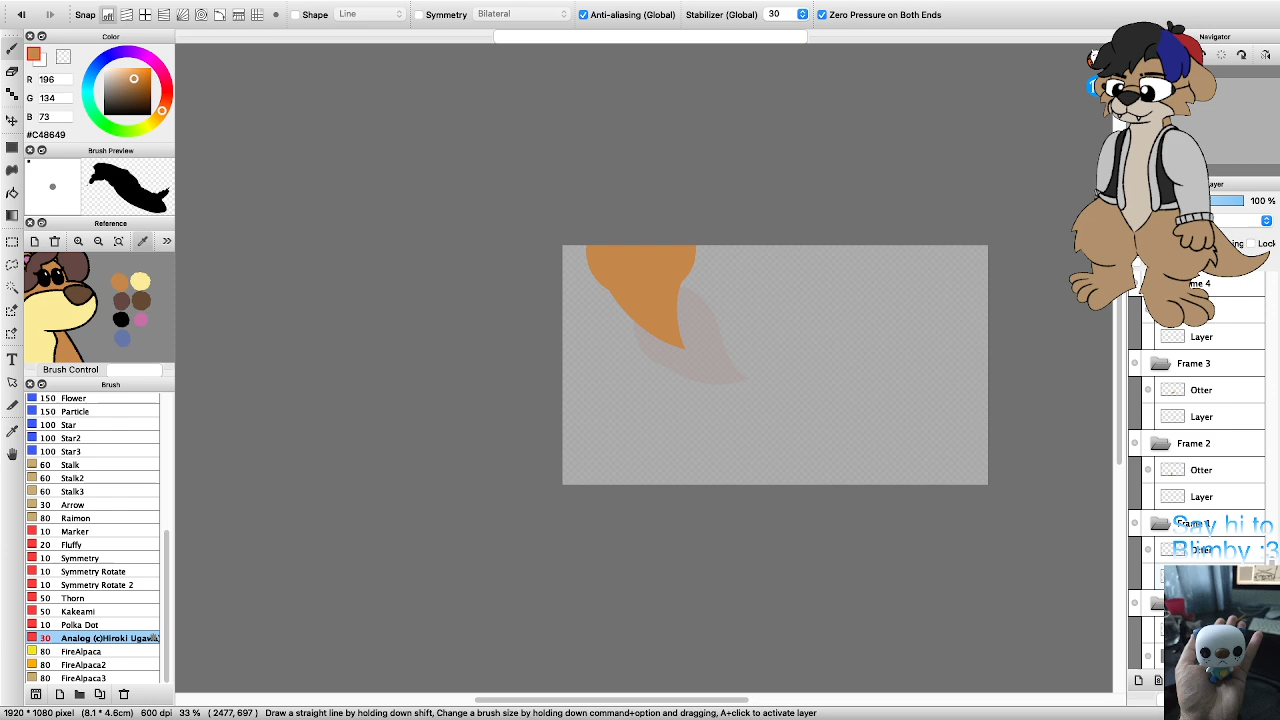 Snap Shape Line Symmetry Bilateral Anti-aliasing (Global) Stabilizer (Global) 30 Zero Pressure on Both Ends
Color
R 196
G 134
B 73
#C48649
Brush Preview
Reference
Brush Control
Brush
150 Flower
150 Particle
100 Star
100 Star2
100 Star3
60 Stalk
60 Stalk2
60 Stalk3
30 Arrow
80 Raimon
10 Marker
20 Fluffy
10 Symmetry
10 Symmetry Rotate
10 Symmetry Rotate 2
50 Thorn
50 Kakeami
10 Polka Dot
30 Analog (c)Hiroki Ugawa
80 FireAlpaca
80 FireAlpaca2
80 FireAlpaca3
Navigator
ayer
100 %
ing Lock
me 4
Layer
Frame 3
Otter
Layer
Frame 2
Otter
Layer
Frame 1
Say hi to
Blimby :3
1920 * 1080 pixel (8.1 * 4.6cm) 600 dpi 33 % ( 2477, 697 ) Draw a straight line by holding down shift, Change a brush size by holding down command+option and dragging, A+click to activate layer